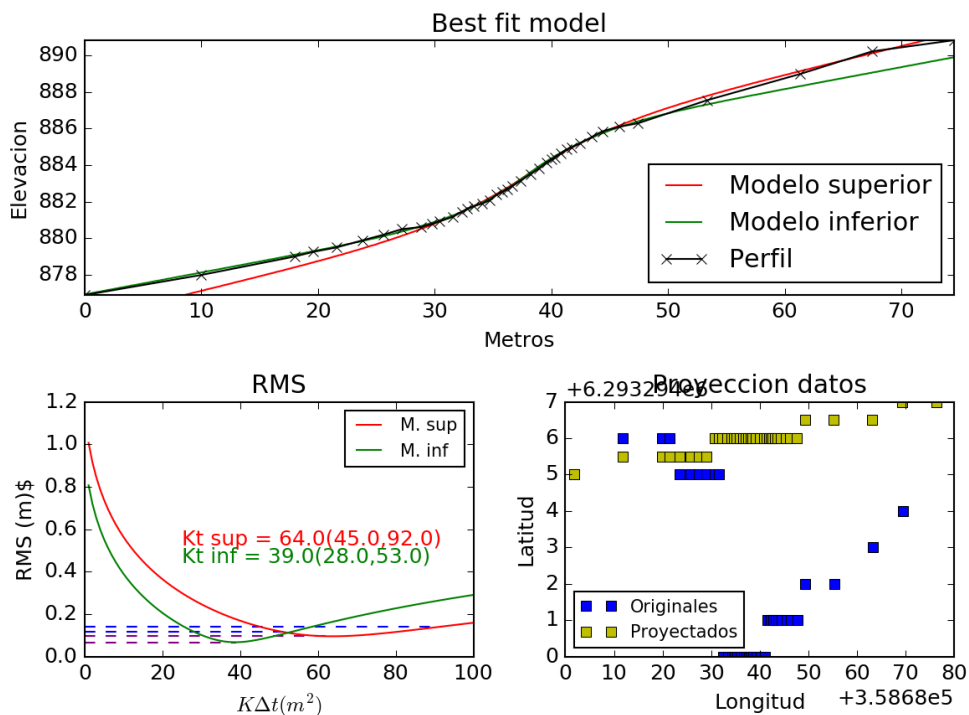 Best fit model
Elevacion
890
888
886
884
882
880
878
0 10 20 30 40 50 60 70
Metros
Modelo superior
Modelo inferior
Perfil
RMS
RMS (m)$
1.2
1.0
0.8
0.6
0.4
0.2
0.0
0 20 40 60 80 100
KΔt(m²)
M. sup
M. inf
Kt sup = 64.0(45.0,92.0)
Kt inf = 39.0(28.0,53.0)
Proyeccion datos
+6.293294e6
Latitud
7
6
5
4
3
2
1
0
0 10 20 30 40 50 60 70 80
Longitud
+3.5868e5
Originales
Proyectados